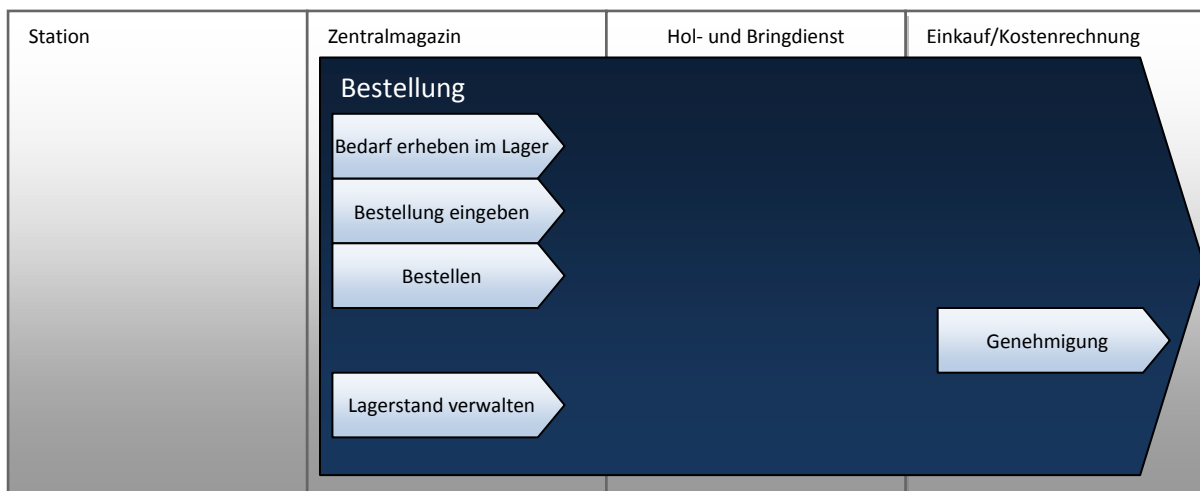 Station
Zentralmagazin
Hol- und Bringdienst
Einkauf/Kostenrechnung
Bestellung
Bedarf erheben im Lager
Bestellung eingeben
Bestellen
Genehmigung
Lagerstand verwalten